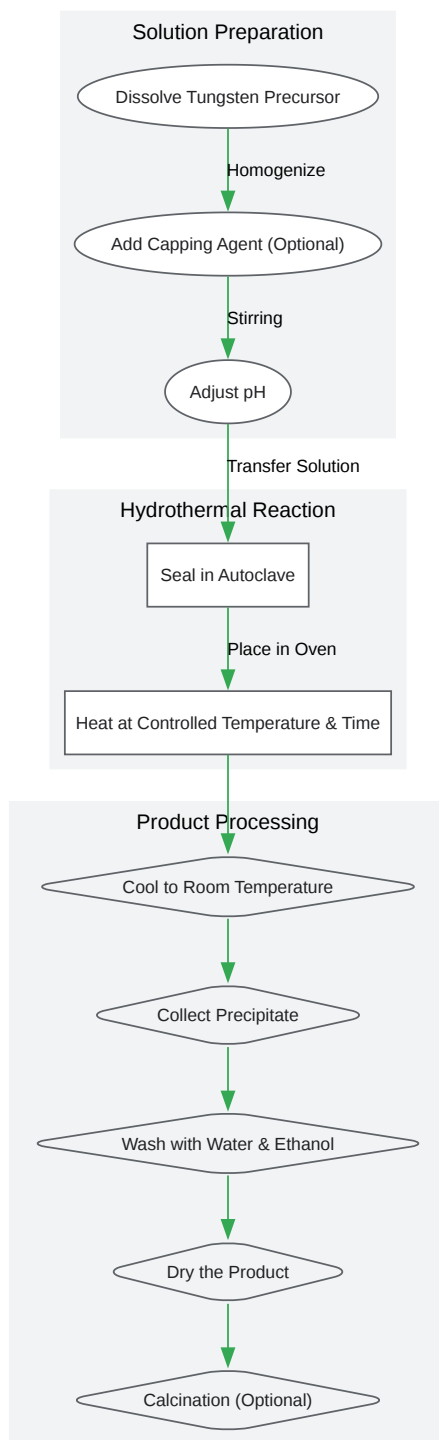 Solution Preparation
Dissolve Tungsten Precursor
Homogenize
Add Capping Agent (Optional)
Stirring
Adjust pH
Transfer Solution
Hydrothermal Reaction
Seal in Autoclave
Place in Oven
Heat at Controlled Temperature & Time
Product Processing
Cool to Room Temperature
Collect Precipitate
Wash with Water & Ethanol
Dry the Product
Calcination (Optional)